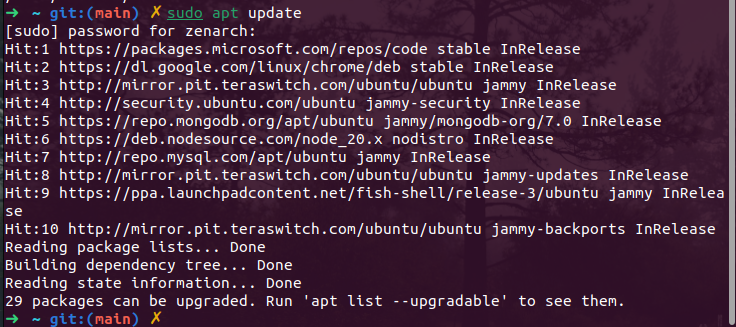 ➜ ~ git:(main) ✗ sudo apt update
[sudo] password for zenarch:
Hit:1 https://packages.microsoft.com/repos/code stable InRelease
Hit:2 https://dl.google.com/linux/chrome/deb stable InRelease
Hit:3 http://mirror.pit.teraswitch.com/ubuntu/ubuntu jammy InRelease
Hit:4 http://security.ubuntu.com/ubuntu jammy-security InRelease
Hit:5 https://repo.mongodb.org/apt/ubuntu jammy/mongodb-org/7.0 InRelease
Hit:6 https://deb.nodesource.com/node_20.x nodistro InRelease
Hit:7 http://repo.mysql.com/apt/ubuntu jammy InRelease
Hit:8 http://mirror.pit.teraswitch.com/ubuntu/ubuntu jammy-updates InRelease
Hit:9 https://ppa.launchpadcontent.net/fish-shell/release-3/ubuntu jammy InRelea
se
Hit:10 http://mirror.pit.teraswitch.com/ubuntu/ubuntu jammy-backports InRelease
Reading package lists... Done
Building dependency tree... Done
Reading state information... Done
29 packages can be upgraded. Run 'apt list --upgradable' to see them.
➜ ~ git:(main) ✗